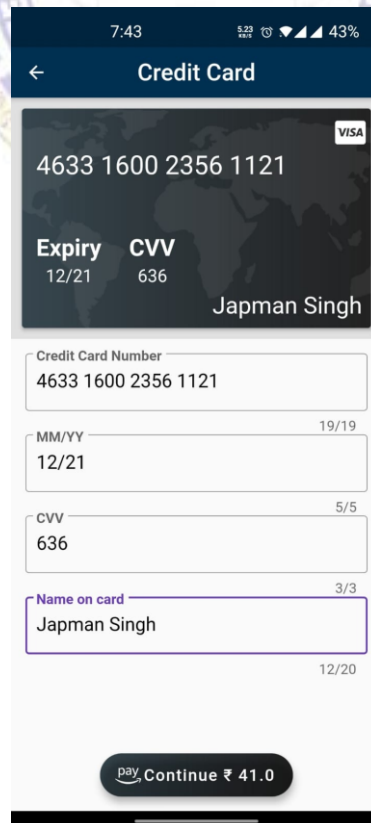 7:43 5.23 KB/S 43%
Credit Card
VISA
4633 1600 2356 1121
Expiry CVV
12/21 636
Japman Singh
Credit Card Number
4633 1600 2356 1121
19/19
MM/YY
12/21
5/5
CVV
636
3/3
Name on card
Japman Singh
12/20
pay Continue ₹ 41.0